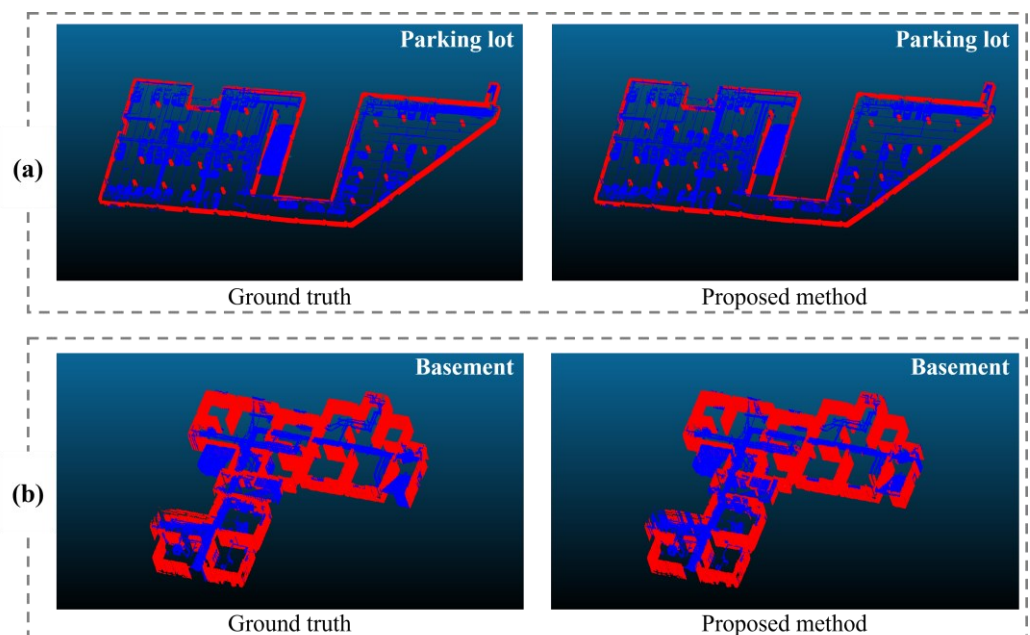 Parking lot
Parking lot
(a)
Ground truth
Proposed method
Basement
Basement
(b)
Ground truth
Proposed method